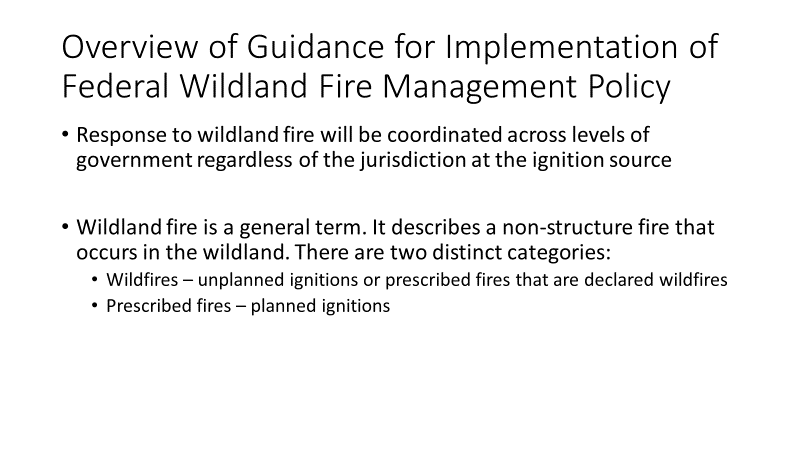 Overview of Guidance for Implementation of
Federal Wildland Fire Management Policy
• Response to wildland fire will be coordinated across levels of
government regardless of the jurisdiction at the ignition source
• Wildland fire is a general term. It describes a non-structure fire that
occurs in the wildland. There are two distinct categories:
• Wildfires – unplanned ignitions or prescribed fires that are declared wildfires
• Prescribed fires – planned ignitions